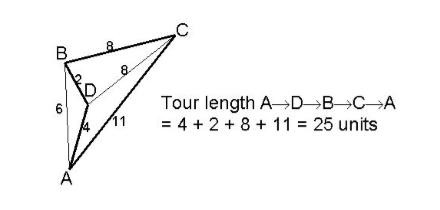 C
B
8
2
8
D
6
4
11
A
Tour length A→D→B→C→A
= 4 + 2 + 8 + 11 = 25 units